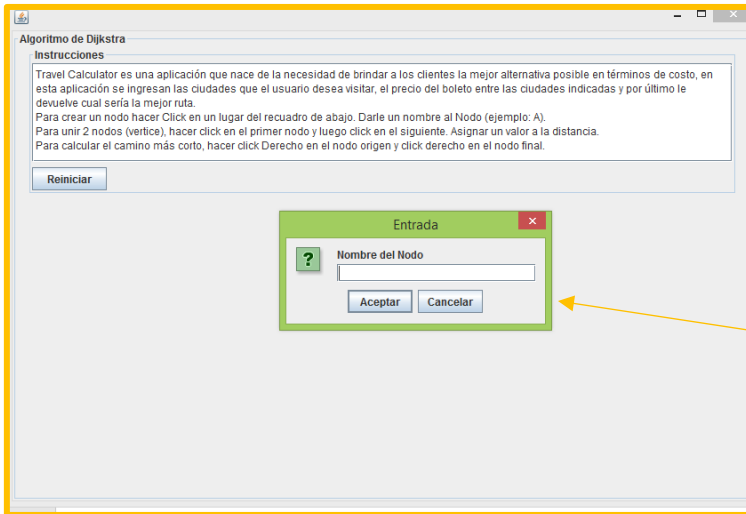 Algoritmo de Dijkstra
Instrucciones
Travel Calculator es una aplicación que nace de la necesidad de brindar a los clientes la mejor alternativa posible en términos de costo, en
esta aplicación se ingresan las ciudades que el usuario desea visitar, el precio del boleto entre las ciudades indicadas y por último le
devuelve cual sería la mejor ruta.
Para crear un nodo hacer Click en un lugar del recuadro de abajo. Darle un nombre al Nodo (ejemplo: A).
Para unir 2 nodos (vertice), hacer click en el primer nodo y luego click en el siguiente. Asignar un valor a la distancia.
Para calcular el camino más corto, hacer click Derecho en el nodo origen y click derecho en el nodo final.
Reiniciar
Entrada
?
Nombre del Nodo
Aceptar Cancelar